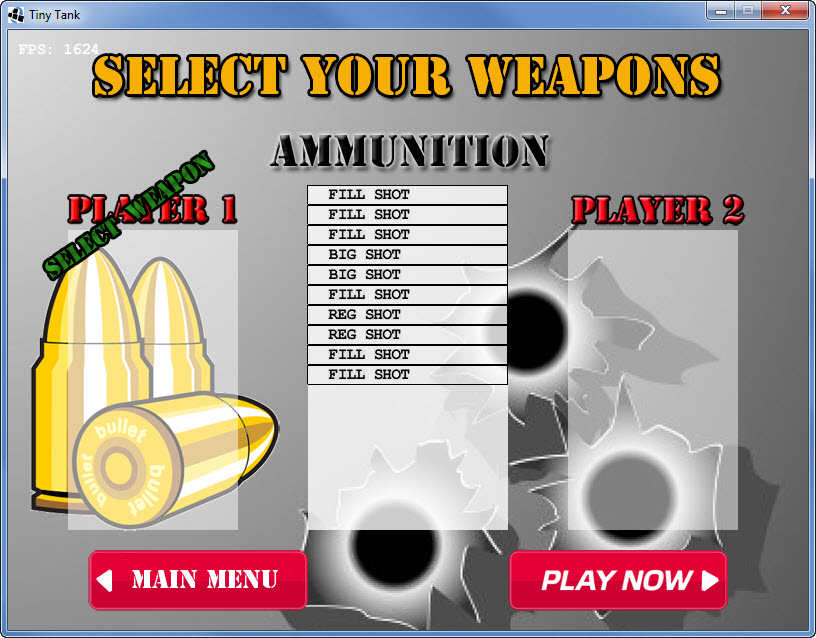 Tiny Tank
FPS: 1624
SELECT YOUR WEAPONS
AMMUNITION
SELECT WEAPON
PLAYER 1
PLAYER 2
FILL SHOT
FILL SHOT
FILL SHOT
BIG SHOT
BIG SHOT
FILL SHOT
REG SHOT
REG SHOT
FILL SHOT
FILL SHOT
bullet
bullet
bullet
MAIN MENU
PLAY NOW